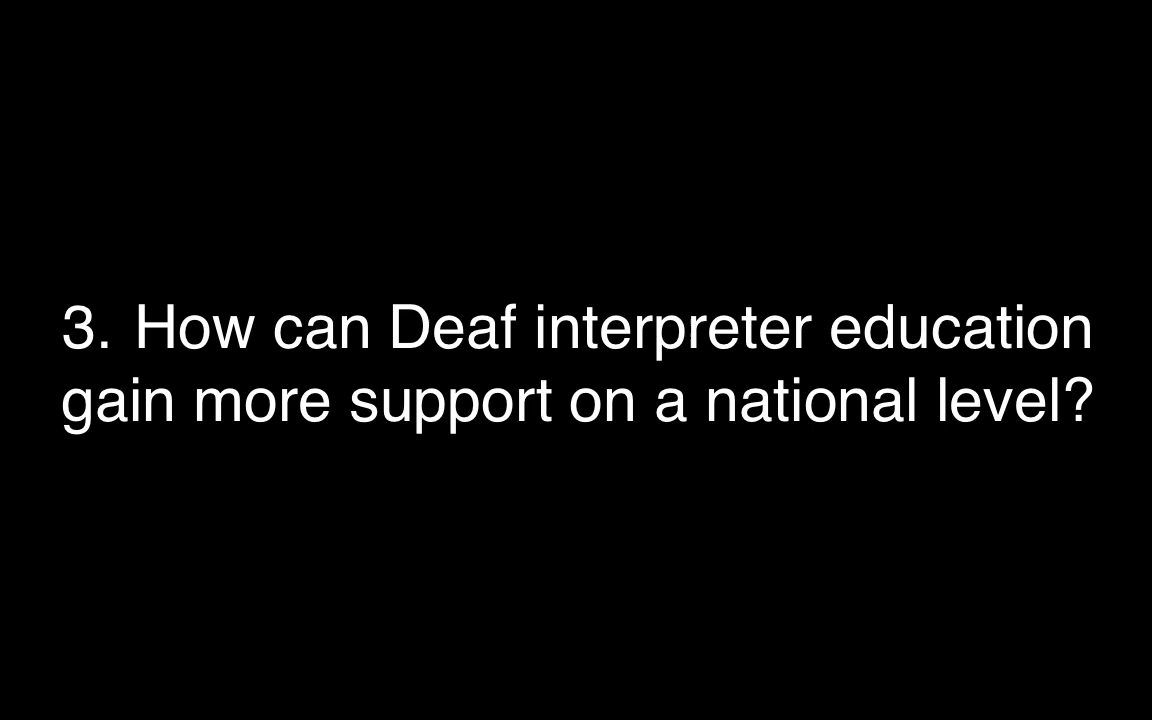 3. How can Deaf interpreter education
gain more support on a national level?